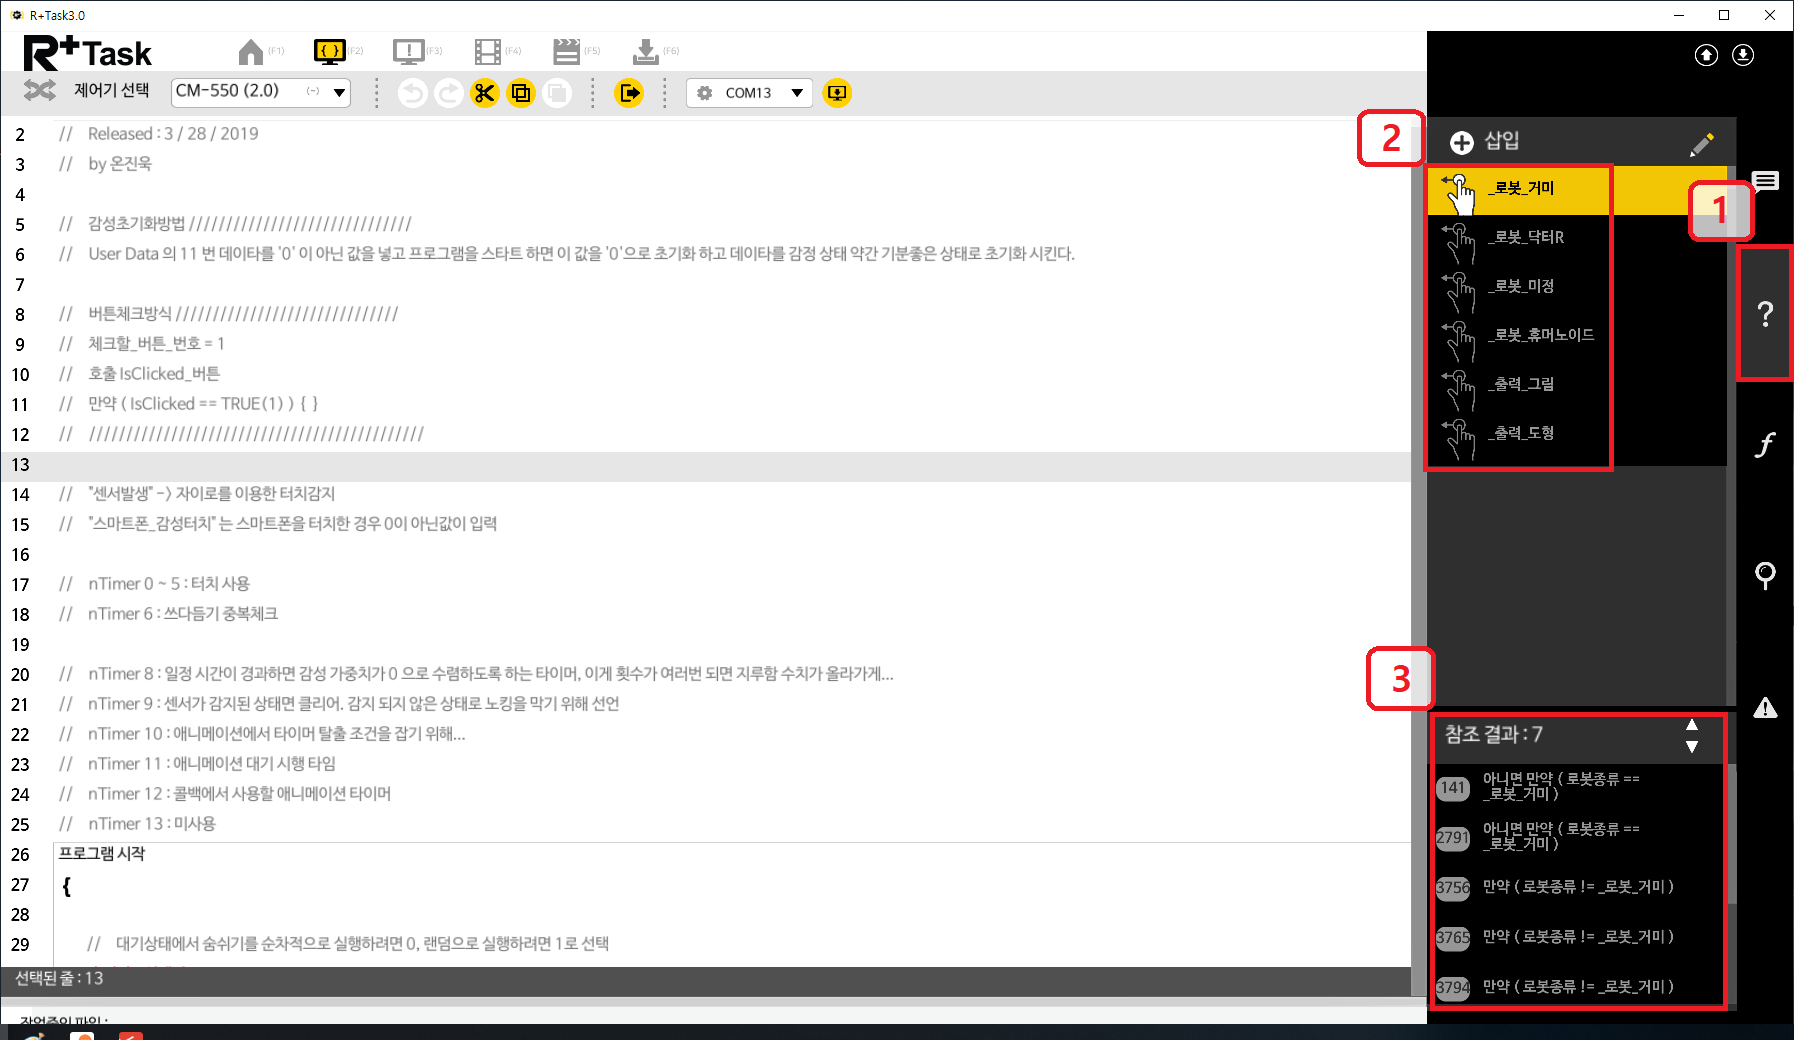 R+Task3.0
R+Task
(F1)
(F2)
(F3)
(F4)
(F5)
(F6)
제어기 선택
CM-550 (2.0)
(-)
COM13
2 // Released : 3 / 28 / 2019
3 // by 온진욱
4
5 // 감성초기화방법 //////////////////////////////
6 // User Data 의 11 번 데이타를 '0' 이 아닌 값을 넣고 프로그램을 스타트 하면 이 값을 '0'으로 초기화 하고 데이타를 감정 상태 약간 기분좋은 상태로 초기화 시킨다.
7
8 // 버튼체크방식 //////////////////////////////
9 // 체크할_버튼_번호 = 1
10 // 호출 IsClicked_버튼
11 // 만약 ( IsClicked == TRUE(1) ) { }
12 // /////////////////////////////////////////////
13
14 // "센서발생" -> 자이로를 이용한 터치감지
15 // "스마트폰_감성터치" 는 스마트폰을 터치한 경우 0이 아닌값이 입력
16
17 // nTimer 0 ~ 5 : 터치 사용
18 // nTimer 6 : 쓰다듬기 중복체크
19
20 // nTimer 8 : 일정 시간이 경과하면 감성 가중치가 0 으로 수렴하도록 하는 타이머, 이게 횟수가 여러번 되면 지루함 수치가 올라가게...
21 // nTimer 9 : 센서가 감지된 상태면 클리어. 감지 되지 않은 상태로 노킹을 막기 위해 선언
22 // nTimer 10 : 애니메이션에서 타이머 탈출 조건을 잡기 위해...
23 // nTimer 11 : 애니메이션 대기 시행 타임
24 // nTimer 12 : 콜백에서 사용할 애니메이션 타이머
25 // nTimer 13 : 미사용
26 프로그램 시작
27 {
28
29 // 대기상태에서 숨쉬기를 순차적으로 실행하려면 0, 랜덤으로 실행하려면 1로 선택
선택된 줄 : 13
작업중인 파일 :
2
삽입
_로봇_거미
_로봇_닥터R
_로봇_미정
_로봇_휴머노이드
_출력_그림
_출력_도형
1
?
f
3
참조 결과 : 7
141 아니면 만약 ( 로봇종류 ==
_로봇_거미 )
2791 아니면 만약 ( 로봇종류 ==
_로봇_거미 )
3756 만약 ( 로봇종류 != _로봇_거미 )
3765 만약 ( 로봇종류 != _로봇_거미 )
3794 만약 ( 로봇종류 != _로봇_거미 )